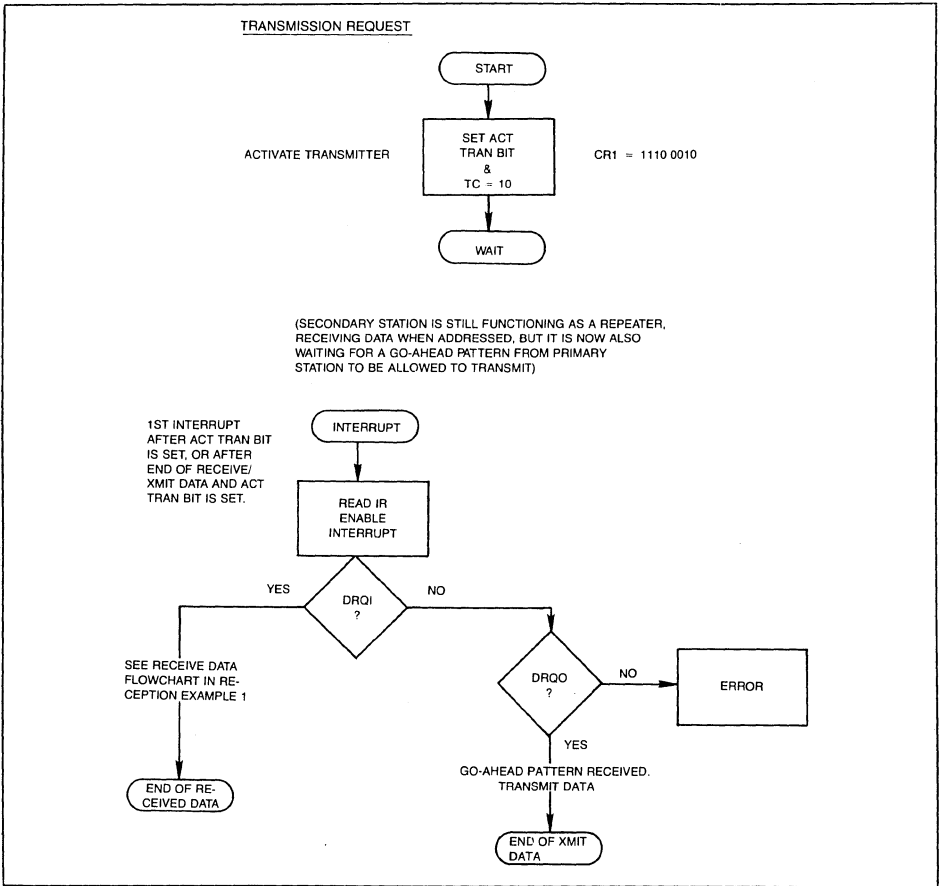 TRANSMISSION REQUEST
START
ACTIVATE TRANSMITTER
SET ACT
TRAN BIT
&
TC = 10
CR1 = 1110 0010
WAIT
(SECONDARY STATION IS STILL FUNCTIONING AS A REPEATER,
RECEIVING DATA WHEN ADDRESSED, BUT IT IS NOW ALSO
WAITING FOR A GO-AHEAD PATTERN FROM PRIMARY
STATION TO BE ALLOWED TO TRANSMIT)
1ST INTERRUPT
AFTER ACT TRAN BIT
IS SET, OR AFTER
END OF RECEIVE/
XMIT DATA AND ACT
TRAN BIT IS SET.
INTERRUPT
READ IR
ENABLE
INTERRUPT
YES
DRQI
?
NO
SEE RECEIVE DATA
FLOWCHART IN RE-
CEPTION EXAMPLE 1
DRQO
?
NO
ERROR
YES
GO-AHEAD PATTERN RECEIVED.
TRANSMIT DATA
END OF RE-
CEIVED DATA
END OF XMIT
DATA